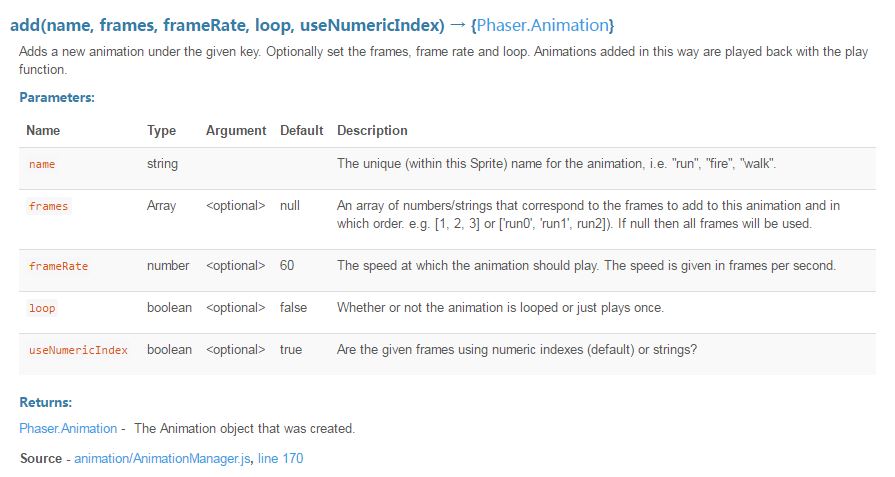 add(name, frames, frameRate, loop, useNumericIndex) → {Phaser.Animation}
Adds a new animation under the given key. Optionally set the frames, frame rate and loop. Animations added in this way are played back with the play
function.
Parameters:
Name Type Argument Default Description
name string The unique (within this Sprite) name for the animation, i.e. "run", "fire", "walk".
frames Array <optional> null An array of numbers/strings that correspond to the frames to add to this animation and in
which order. e.g. [1, 2, 3] or ['run0', 'run1', run2]). If null then all frames will be used.
frameRate number <optional> 60 The speed at which the animation should play. The speed is given in frames per second.
loop boolean <optional> false Whether or not the animation is looped or just plays once.
useNumericIndex boolean <optional> true Are the given frames using numeric indexes (default) or strings?
Returns:
Phaser.Animation - The Animation object that was created.
Source - animation/AnimationManager.js, line 170